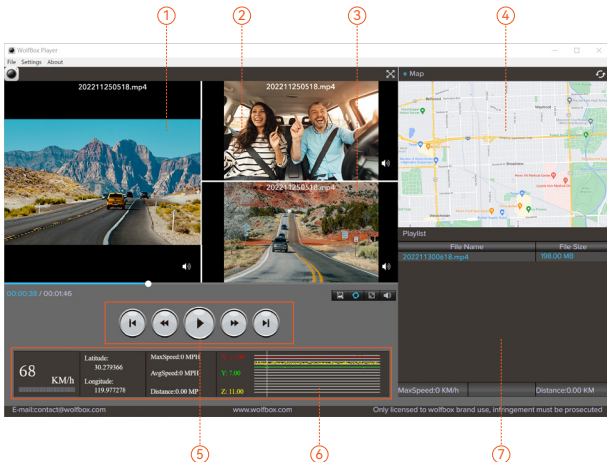 1 2 3 4
WolfBox Player
File Settings About
202211250518.mp4
202211250518.mp4
202211250518.mp4
Map
Playlist
File Name File Size
202211300618.mp4 198.00 MB
00:00:39 / 00:01:46
68 KM/h
Latitude:
30.279366
Longitude:
119.977278
MaxSpeed:0 MPH
AvgSpeed:0 MPH
Distance:0.00 MP
Y: 7.00
Z: 11.00
MaxSpeed:0 KM/h Distance:0.00 KM
E-mail:contact@wolfbox.com www.wolfbox.com Only licensed to wolfbox brand use, infringement must be prosecuted
5 6 7